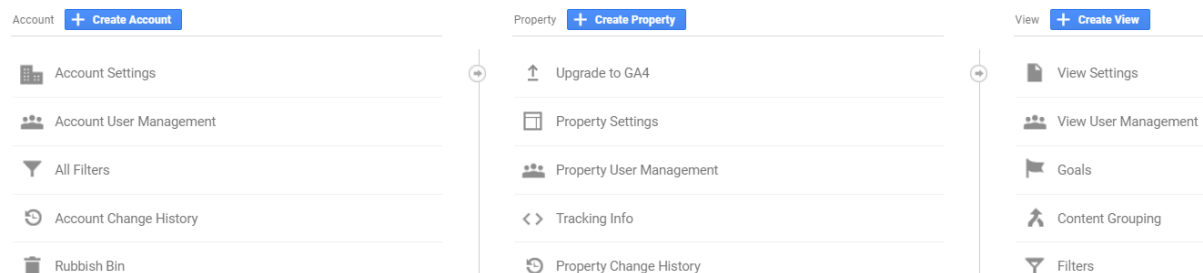 Account
Create Account
Account Settings
Account User Management
All Filters
Account Change History
Rubbish Bin
Property
Create Property
Upgrade to GA4
Property Settings
Property User Management
Tracking Info
Property Change History
View
Create View
View Settings
View User Management
Goals
Content Grouping
Filters